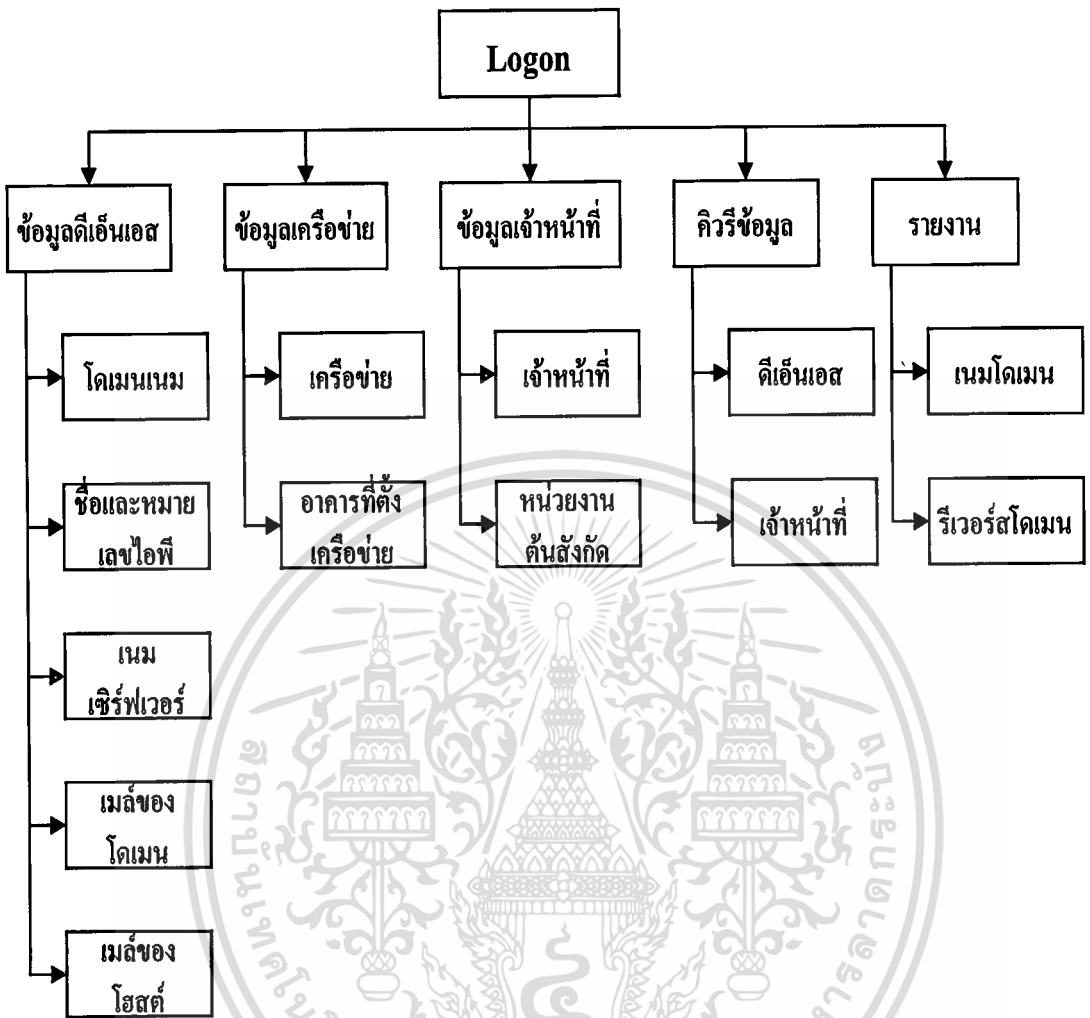 Logon
ข้อมูลดีเอ็นเอส
ข้อมูลเครือข่าย
ข้อมูลเจ้าหน้าที่
คิวรีข้อมูล
รายงาน
โดเมนเนม
เครือข่าย
เจ้าหน้าที่
ดีเอ็นเอส
เนมโดเมน
ชื่อและหมาย
เลขไอพี
อาคารที่ตั้ง
เครือข่าย
หน่วยงาน
ต้นสังกัด
เจ้าหน้าที่
รีเวอร์สโดเมน
เนม
เซิร์ฟเวอร์
เมล์ของ
โดเมน
เมล์ของ
โฮสต์